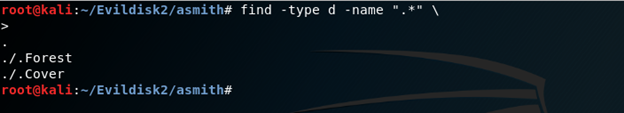 root@kali:~/Evildisk2/asmith# find -type d -name ".*" \
>
.
./.Forest
./.Cover
root@kali:~/Evildisk2/asmith#